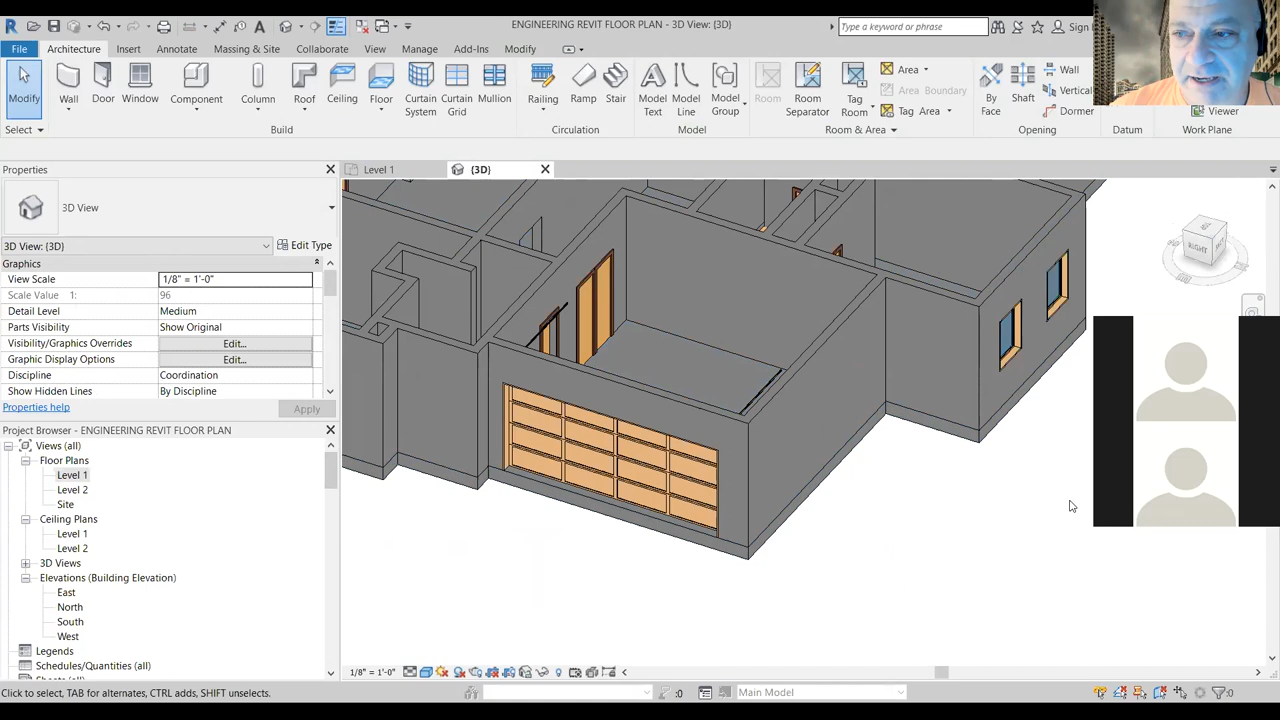 ENGINEERING REVIT FLOOR PLAN - 3D View: {3D}
Type a keyword or phrase
Sign
File Architecture Insert Annotate Massing & Site Collaborate View Manage Add-Ins Modify
Modify Wall Door Window Component Column Roof Ceiling Floor Curtain System Curtain Grid Mullion Railing Ramp Stair Model Text Model Line Model Group Room Room Separator Tag Room Area Area Boundary Tag Area By Face Shaft Wall Vertical Dormer Viewer
Select Build Circulation Model Room & Area Opening Datum Work Plane
Properties
Level 1
{3D}
3D View
3D View: {3D}
Edit Type
Graphics
View Scale 1/8" = 1'-0"
Scale Value 1: 96
Detail Level Medium
Parts Visibility Show Original
Visibility/Graphics Overrides Edit...
Graphic Display Options Edit...
Discipline Coordination
Show Hidden Lines By Discipline
Properties help
Apply
Project Browser - ENGINEERING REVIT FLOOR PLAN
Views (all)
Floor Plans
Level 1
Level 2
Site
Ceiling Plans
Level 1
Level 2
3D Views
Elevations (Building Elevation)
East
North
South
West
Legends
Schedules/Quantities (all)
RIGHT
1/8" = 1'-0"
Click to select, TAB for alternates, CTRL adds, SHIFT unselects.
:0
Main Model
:0